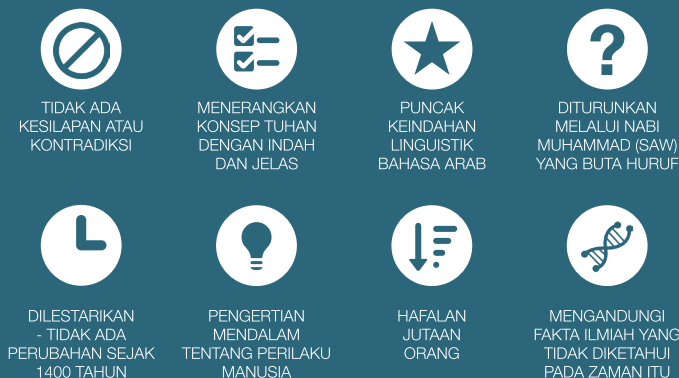 TIDAK ADA
KESILAPAN ATAU
KONTRADIKSI
MENERANGKAN
KONSEP TUHAN
DENGAN INDAH
DAN JELAS
PUNCAK
KEINDAHAN
LINGUISTIK
BAHASA ARAB
DITURUNKAN
MELALUI NABI
MUHAMMAD (SAW)
YANG BUTA HURUF
DILESTARIKAN
- TIDAK ADA
PERUBAHAN SEJAK
1400 TAHUN
PENGERTIAN
MENDALAM
TENTANG PERILAKU
MANUSIA
HAFALAN
JUTAAN
ORANG
MENGANDUNGI
FAKTA ILMIAH YANG
TIDAK DIKETAHUI
PADA ZAMAN ITU